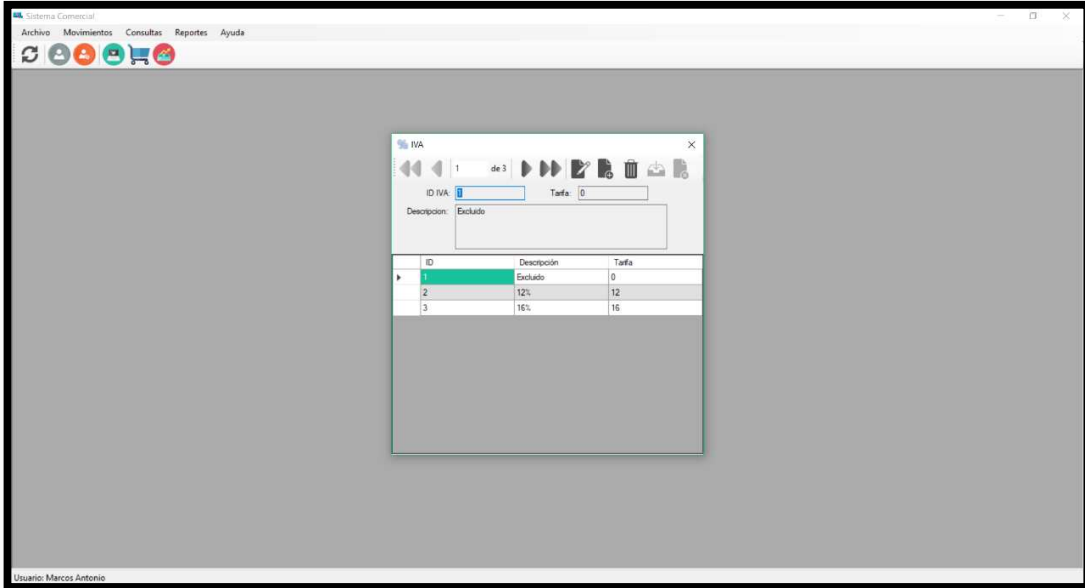 Sistema Comercial
Archivo Movimientos Consultas Reportes Ayuda
IVA
1 de 3
ID IVA: 1 Tarifa: 0
Descripcion: Excluido
ID Descripción Tarifa
1 Excluido 0
2 12% 12
3 16% 16
Usuario: Marcos Antonio